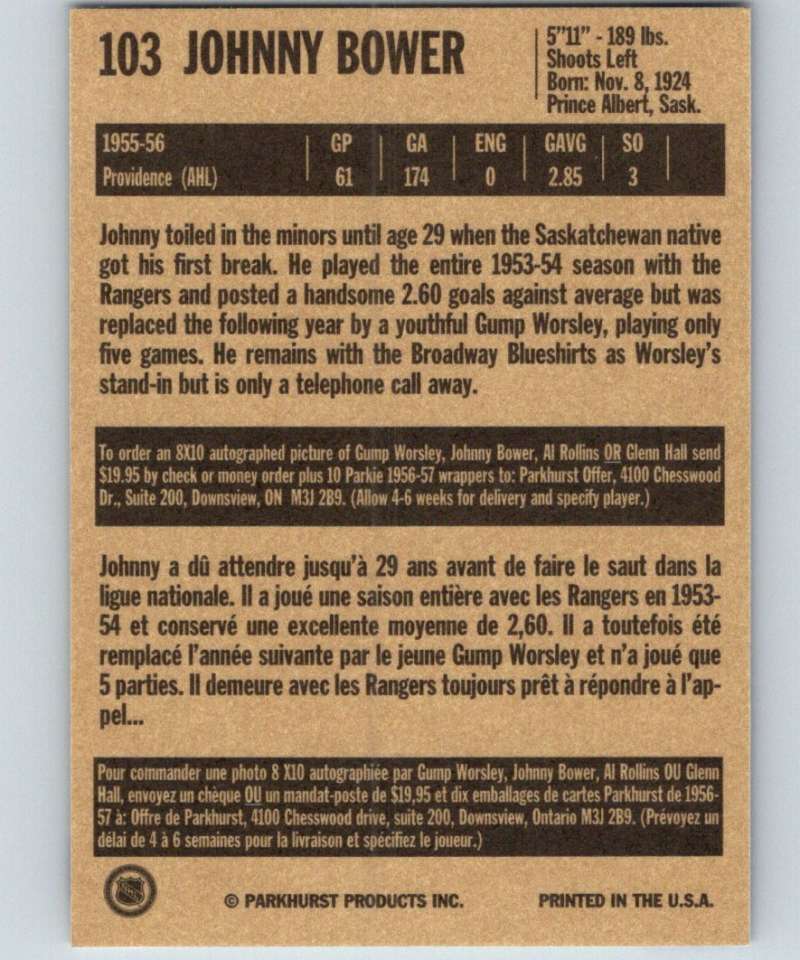 103 JOHNNY BOWER
5"11" - 189 lbs.
Shoots Left
Born: Nov. 8, 1924
Prince Albert, Sask.
1955-56 GP GA ENG GAVG SO
Providence (AHL) 61 174 0 2.85 3
Johnny toiled in the minors until age 29 when the Saskatchewan native
got his first break. He played the entire 1953-54 season with the
Rangers and posted a handsome 2.60 goals against average but was
replaced the following year by a youthful Gump Worsley, playing only
five games. He remains with the Broadway Blueshirts as Worsley's
stand-in but is only a telephone call away.
To order an 8X10 autographed picture of Gump Worsley, Johnny Bower, Al Rollins OR Glenn Hall send
$19.95 by check or money order plus 10 Parkie 1956-57 wrappers to: Parkhurst Offer, 4100 Chesswood
Dr., Suite 200, Downsview, ON M3J 2B9. (Allow 4-6 weeks for delivery and specify player.)
Johnny a dû attendre jusqu'à 29 ans avant de faire le saut dans la
ligue nationale. Il a joué une saison entière avec les Rangers en 1953-
54 et conservé une excellente moyenne de 2,60. Il a toutefois été
remplacé l'année suivante par le jeune Gump Worsley et n'a joué que
5 parties. Il demeure avec les Rangers toujours prêt à répondre à l'ap-
pel...
Pour commander une photo 8 X10 autographiée par Gump Worsley, Johnny Bower, Al Rollins OU Glenn
Hall, envoyez un chèque OU un mandat-poste de $19,95 et dix emballages de cartes Parkhurst de 1956-
57 à: Offre de Parkhurst, 4100 Chesswood drive, suite 200, Downsview, Ontario M3J 2B9. (Prévoyez un
délai de 4 à 6 semaines pour la livraison et spécifiez le joueur.)
NHL
© PARKHURST PRODUCTS INC. PRINTED IN THE U.S.A.